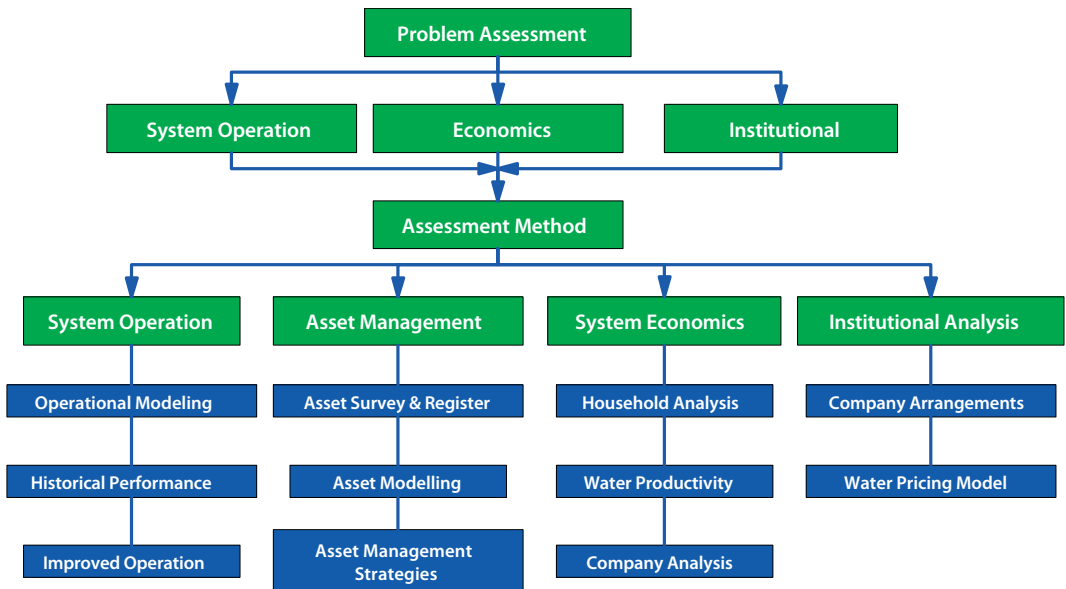 Problem Assessment
System Operation
Economics
Institutional
Assessment Method
System Operation
Asset Management
System Economics
Institutional Analysis
Operational Modeling
Asset Survey & Register
Household Analysis
Company Arrangements
Historical Performance
Asset Modelling
Water Productivity
Water Pricing Model
Improved Operation
Asset Management
Strategies
Company Analysis